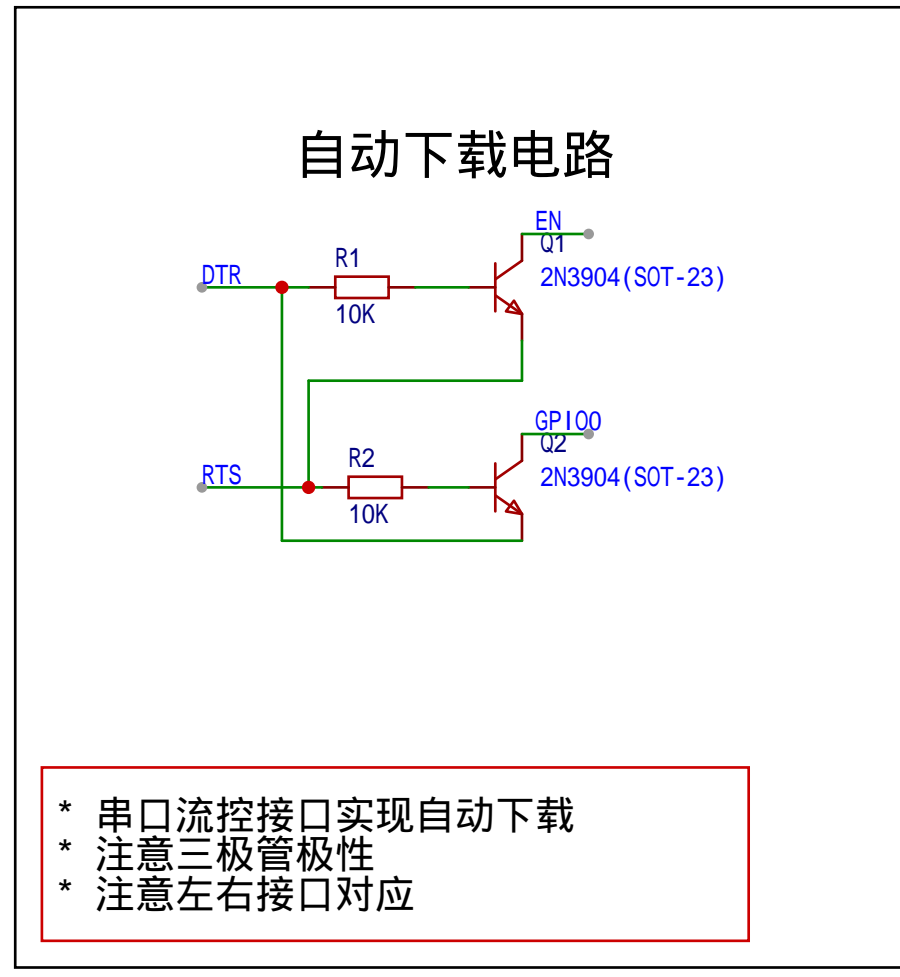 自动下载电路
EN
Q1
2N3904(SOT-23)
DTR
R1
10K
GPIO0
Q2
2N3904(SOT-23)
RTS
R2
10K
* 串口流控接口实现自动下载
* 注意三极管极性
* 注意左右接口对应